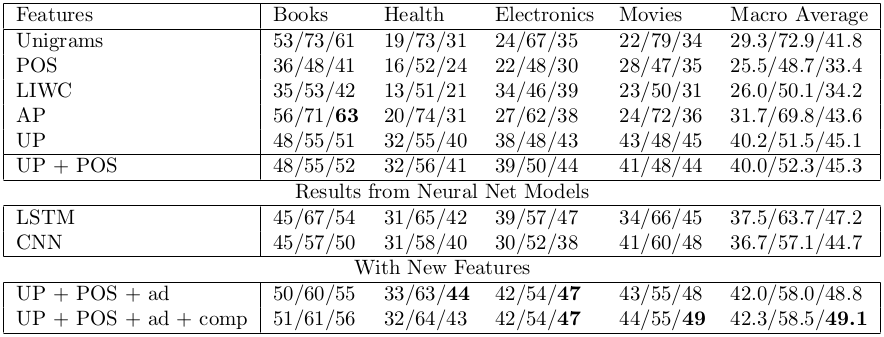 Features Books Health Electronics Movies Macro Average
Unigrams 53/73/61 19/73/31 24/67/35 22/79/34 29.3/72.9/41.8
POS 36/48/41 16/52/24 22/48/30 28/47/35 25.5/48.7/33.4
LIWC 35/53/42 13/51/21 34/46/39 23/50/31 26.0/50.1/34.2
AP 56/71/63 20/74/31 27/62/38 24/72/36 31.7/69.8/43.6
UP 48/55/51 32/55/40 38/48/43 43/48/45 40.2/51.5/45.1
UP + POS 48/55/52 32/56/41 39/50/44 41/48/44 40.0/52.3/45.3
Results from Neural Net Models
LSTM 45/67/54 31/65/42 39/57/47 34/66/45 37.5/63.7/47.2
CNN 45/57/50 31/58/40 30/52/38 41/60/48 36.7/57.1/44.7
With New Features
UP + POS + ad 50/60/55 33/63/44 42/54/47 43/55/48 42.0/58.0/48.8
UP + POS + ad + comp 51/61/56 32/64/43 42/54/47 44/55/49 42.3/58.5/49.1